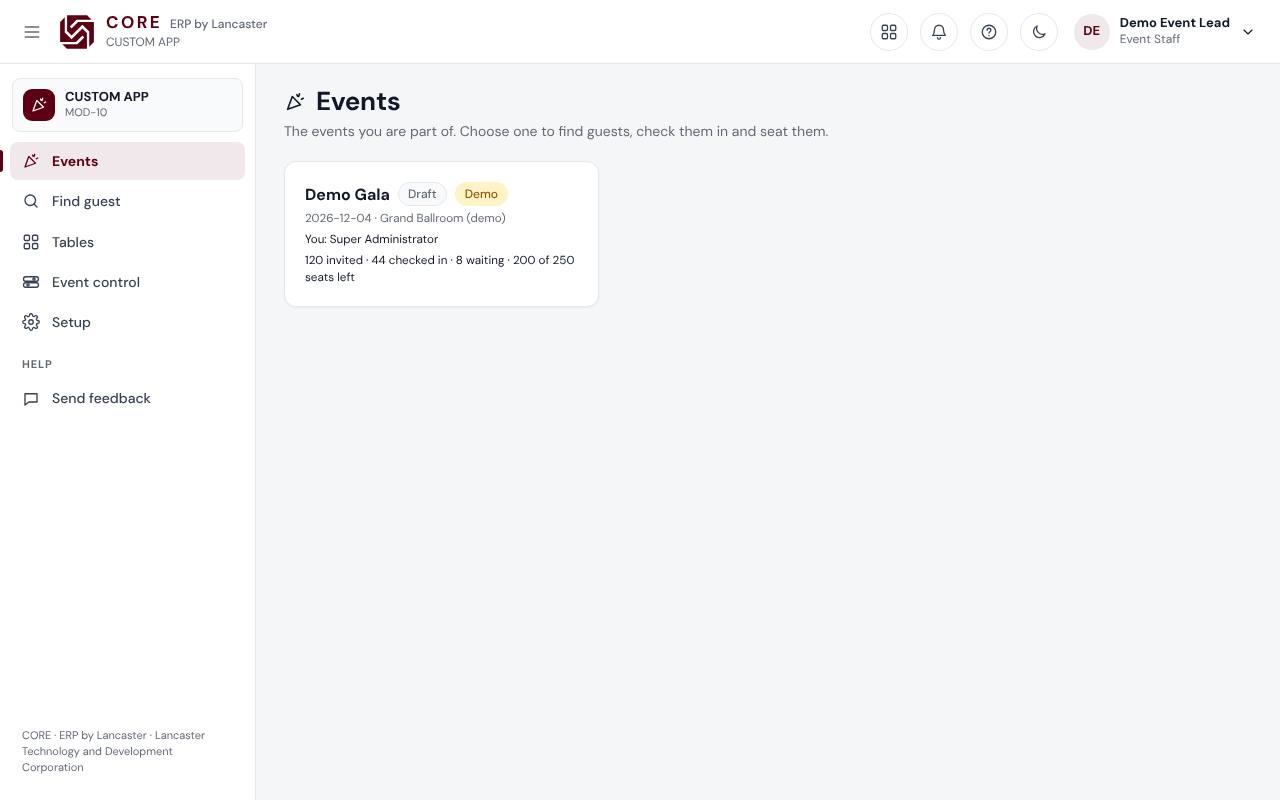 CORE ERP by Lancaster
CUSTOM APP
DE
Demo Event Lead
Event Staff
CUSTOM APP
MOD-10
Events
Find guest
Tables
Event control
Setup
HELP
Send feedback
CORE · ERP by Lancaster · Lancaster
Technology and Development
Corporation
Events
The events you are part of. Choose one to find guests, check them in and seat them.
Demo Gala Draft Demo
2026-12-04 · Grand Ballroom (demo)
You: Super Administrator
120 invited · 44 checked in · 8 waiting · 200 of 250
seats left